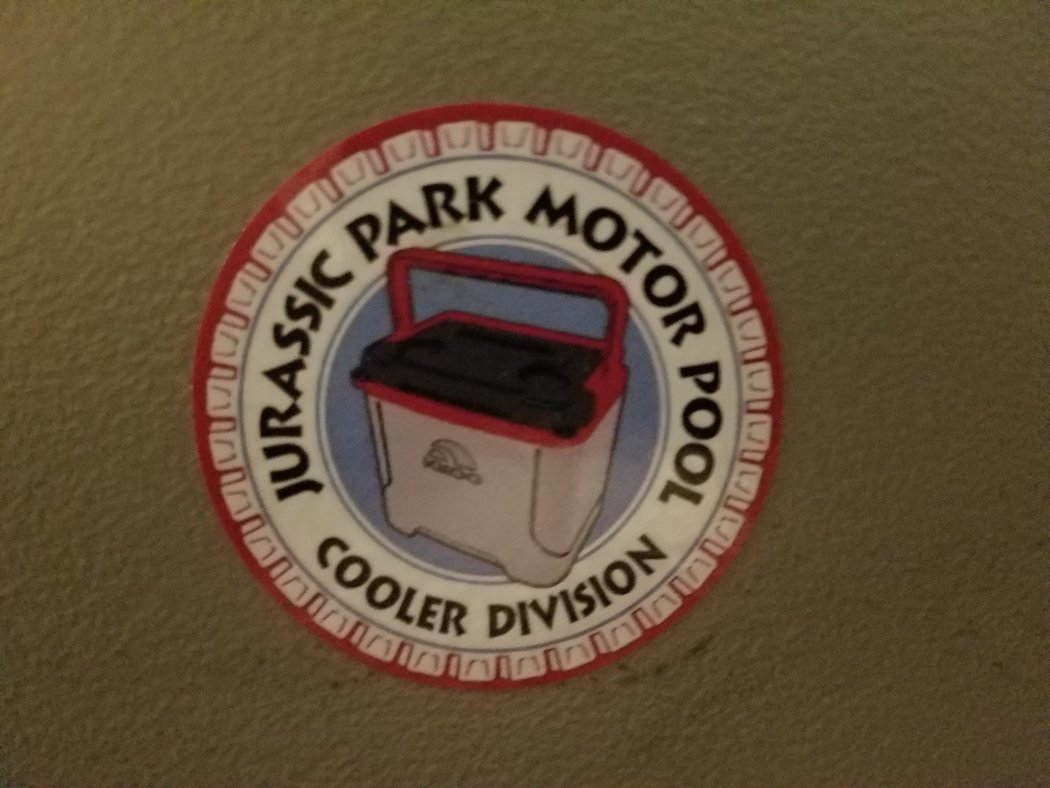 JURASSIC PARK MOTOR POOL
COOLER DIVISION